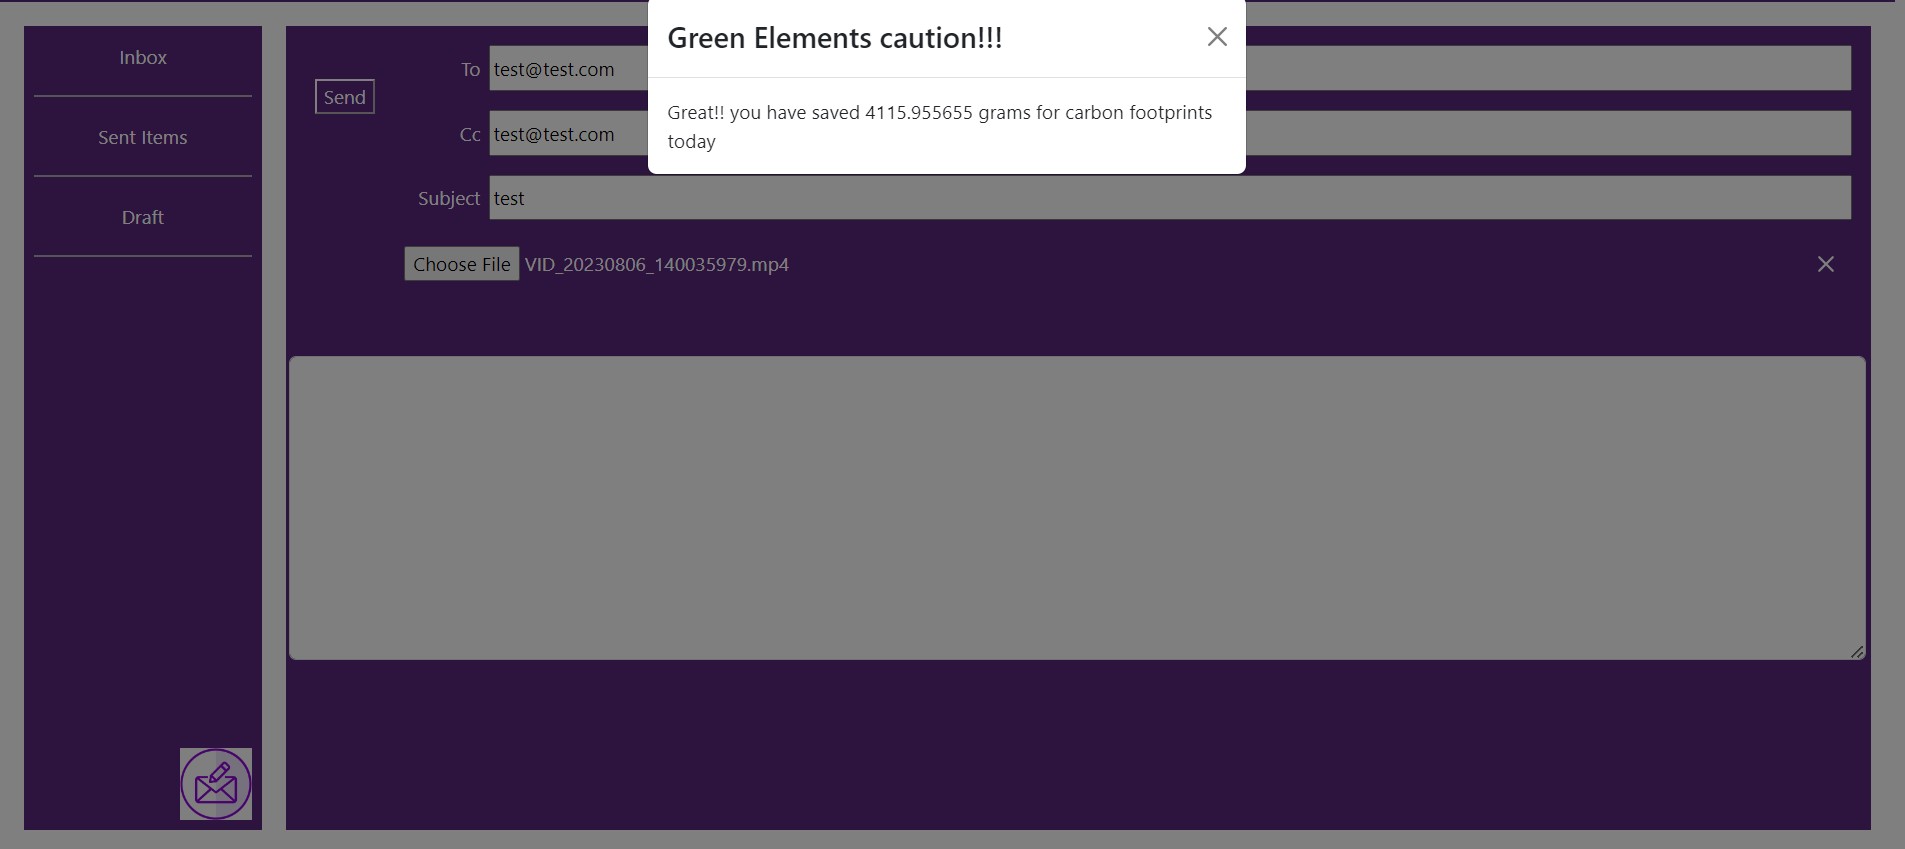 Green Elements caution!!!
Great!! you have saved 4115.955655 grams for carbon footprints
today
Inbox
Sent Items
Draft
Send
To test@test.com
Cc test@test.com
Subject test
Choose File VID_20230806_140035979.mp4